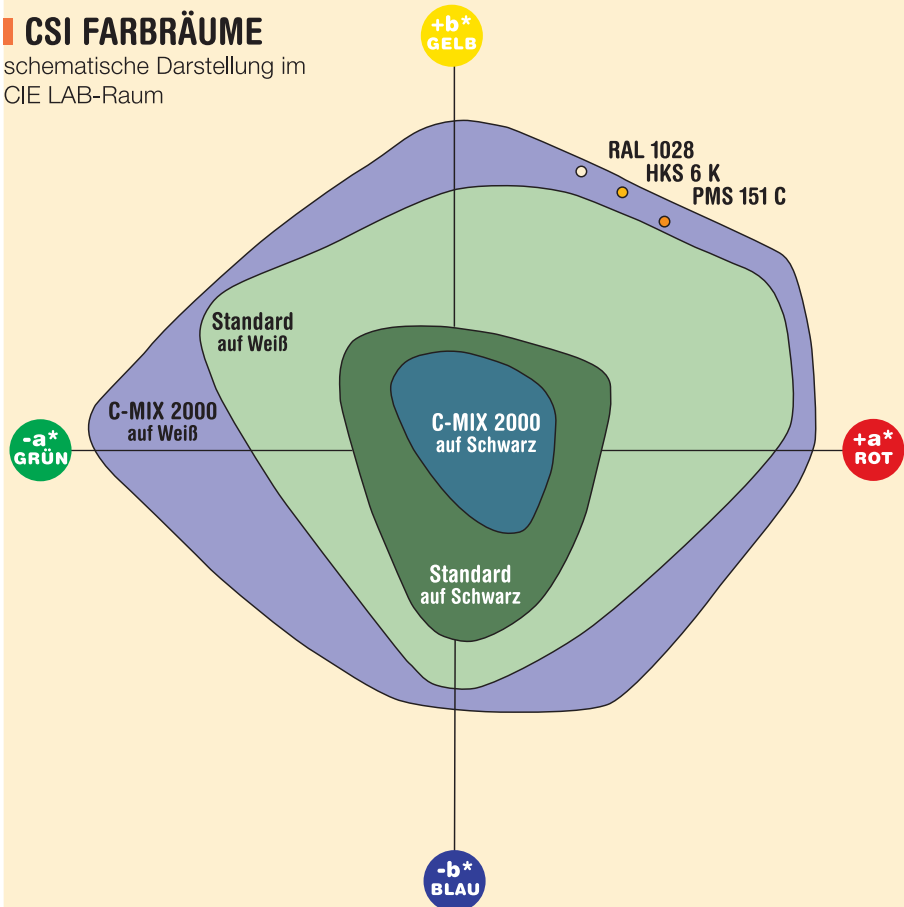 CSI FARBRÄUME
schematische Darstellung im
CIE LAB-Raum
+b*
GELB
RAL 1028
HKS 6 K
PMS 151 C
Standard
auf Weiß
C-MIX 2000
auf Weiß
C-MIX 2000
auf Schwarz
-a*
GRÜN
+a*
ROT
Standard
auf Schwarz
-b*
BLAU